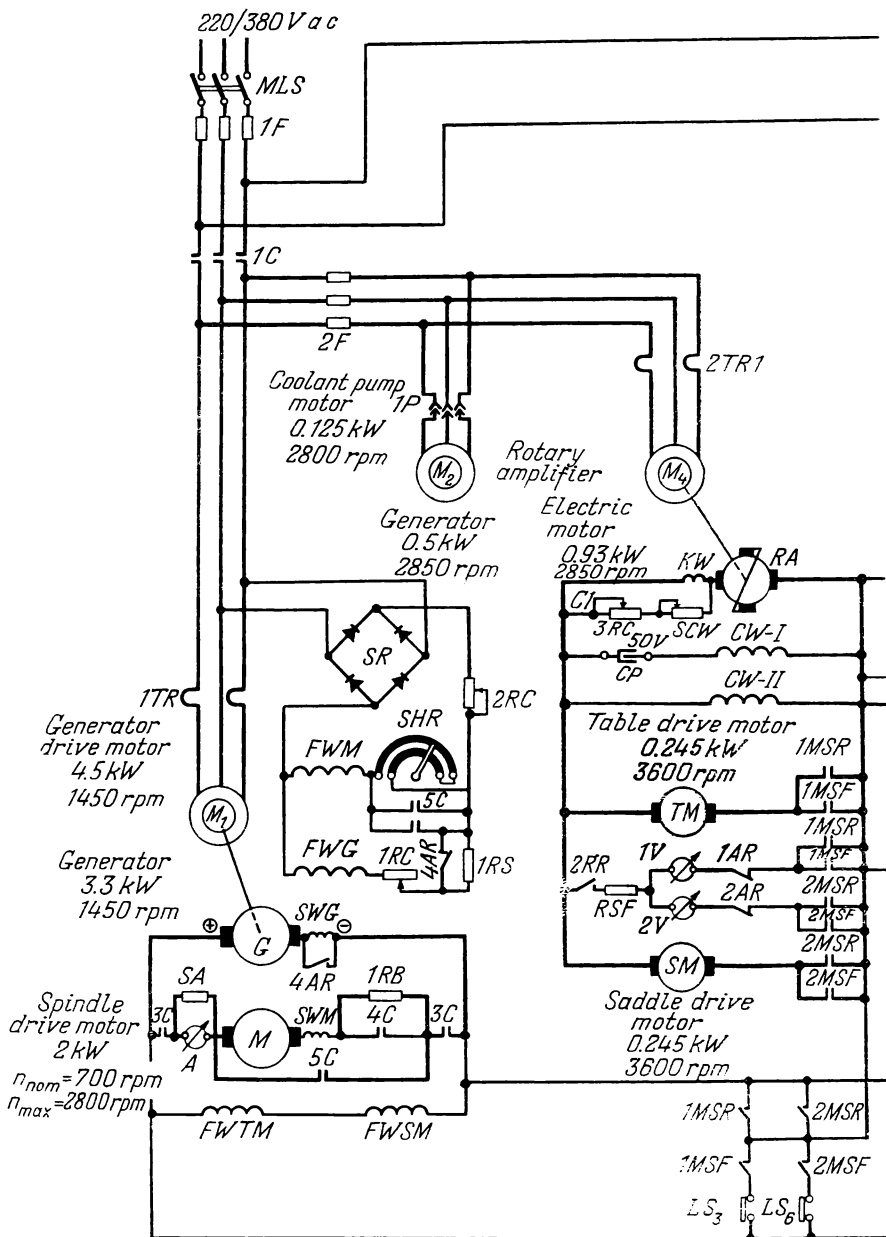 220/380 V a c
MLS
1F
1C
2F
2TR1
Coolant pump
motor
0.125 kW
2800 rpm
1P
M2
Rotary
amplifier
M4
Generator
0.5 kW
2850 rpm
Electric
motor
0.93 kW
2850 rpm
KW
RA
C1
3RC
SCW
50V
CP
CW-I
CW-II
SR
2RC
1TR
Generator
drive motor
4.5 kW
1450 rpm
SHR
FWM
5C
4AR
FWG
1RC
1RS
M1
Table drive motor
0.245 kW
3600 rpm
1MSR
1MSF
TM
1MSR
1MSF
1V
1AR
2RR
RSF
2V
2AR
2MSR
2MSF
SM
2MSR
2MSF
Saddle drive
motor
0.245 kW
3600 rpm
Generator
3.3 kW
1450 rpm
⊕
G
SWG
⊖
4AR
SA
1RB
Spindle
drive motor
2 kW
n nom = 700 rpm
n max = 2800 rpm
3C
A
M
SWM
4C
3C
5C
FWTM
FWSM
1MSR
2MSR
1MSF
2MSF
LS3
LS6